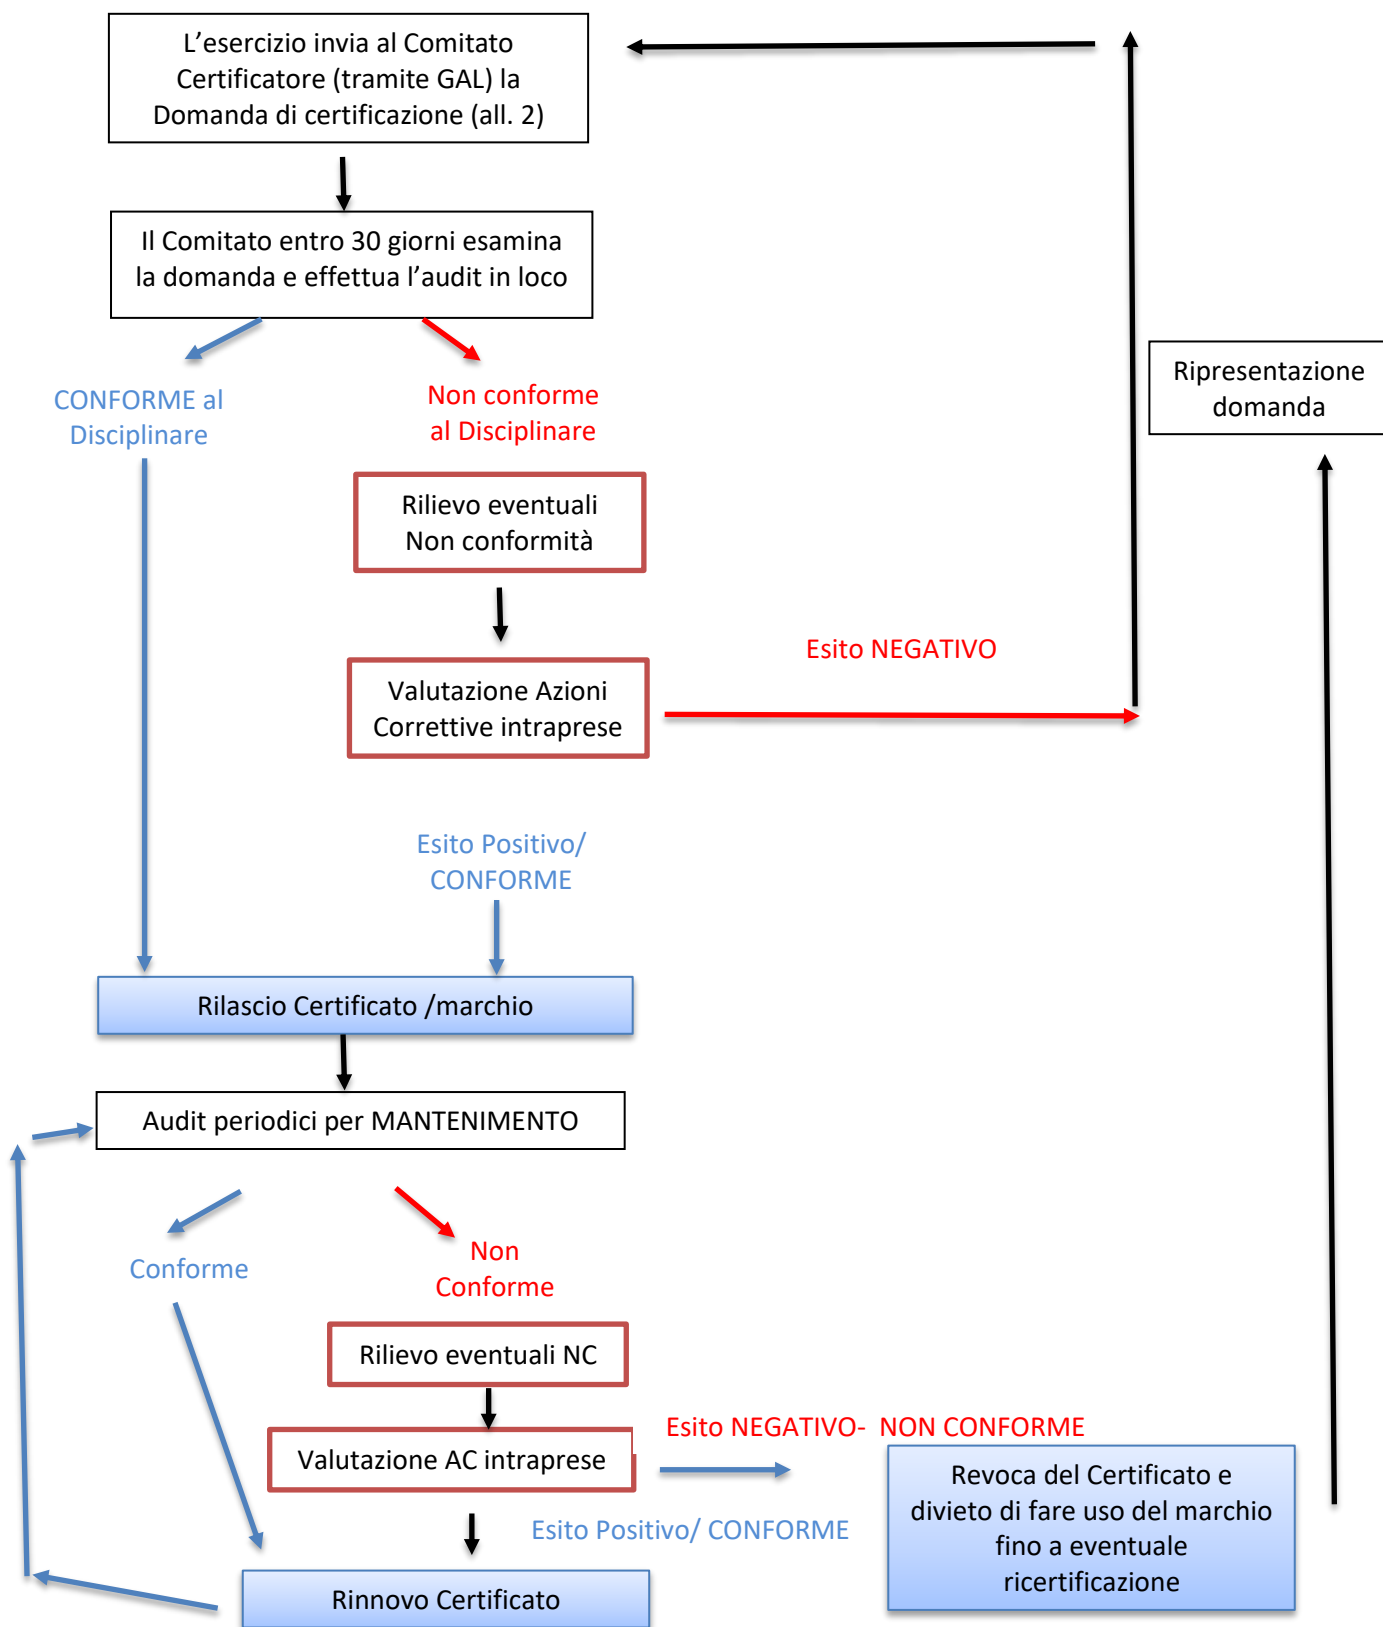 L’esercizio invia al Comitato
Certificatore (tramite GAL) la
Domanda di certificazione (all. 2)
Il Comitato entro 30 giorni esamina
la domanda e effettua l’audit in loco
CONFORME al
Disciplinare
Non conforme
al Disciplinare
Ripresentazione
domanda
Rilievo eventuali
Non conformità
Esito NEGATIVO
Valutazione Azioni
Correttive intraprese
Esito Positivo/
CONFORME
Rilascio Certificato /marchio
Audit periodici per MANTENIMENTO
Conforme
Non
Conforme
Rilievo eventuali NC
Esito NEGATIVO- NON CONFORME
Valutazione AC intraprese
Revoca del Certificato e
divieto di fare uso del marchio
fino a eventuale
ricertificazione
Esito Positivo/ CONFORME
Rinnovo Certificato